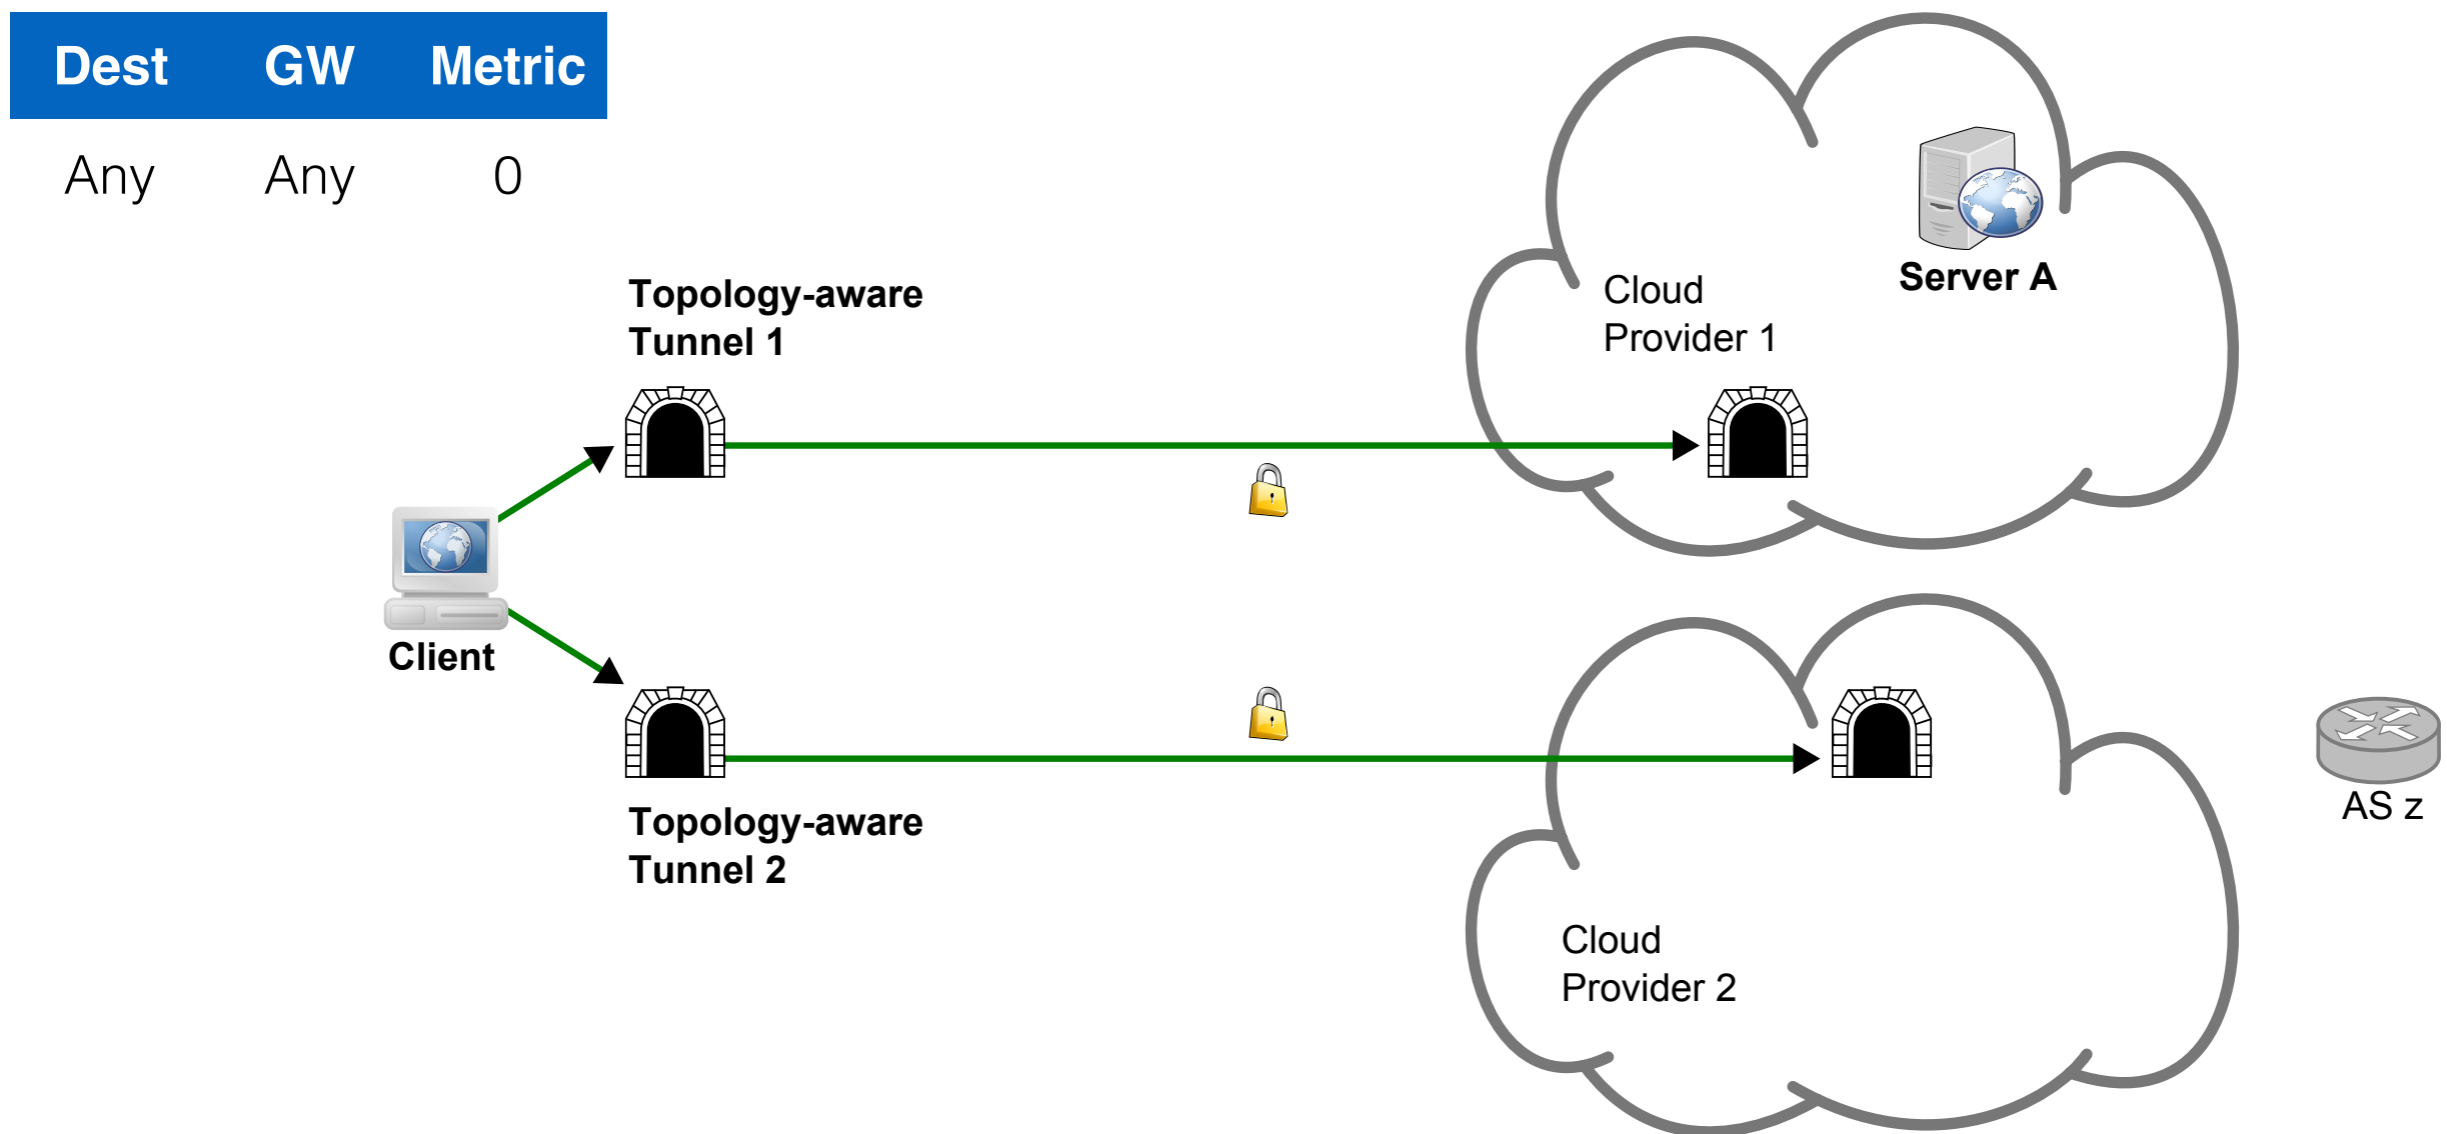 Dest GW Metric
Any Any 0
Topology-aware
Tunnel 1
Cloud
Provider 1
Server A
Client
Topology-aware
Tunnel 2
Cloud
Provider 2
AS z